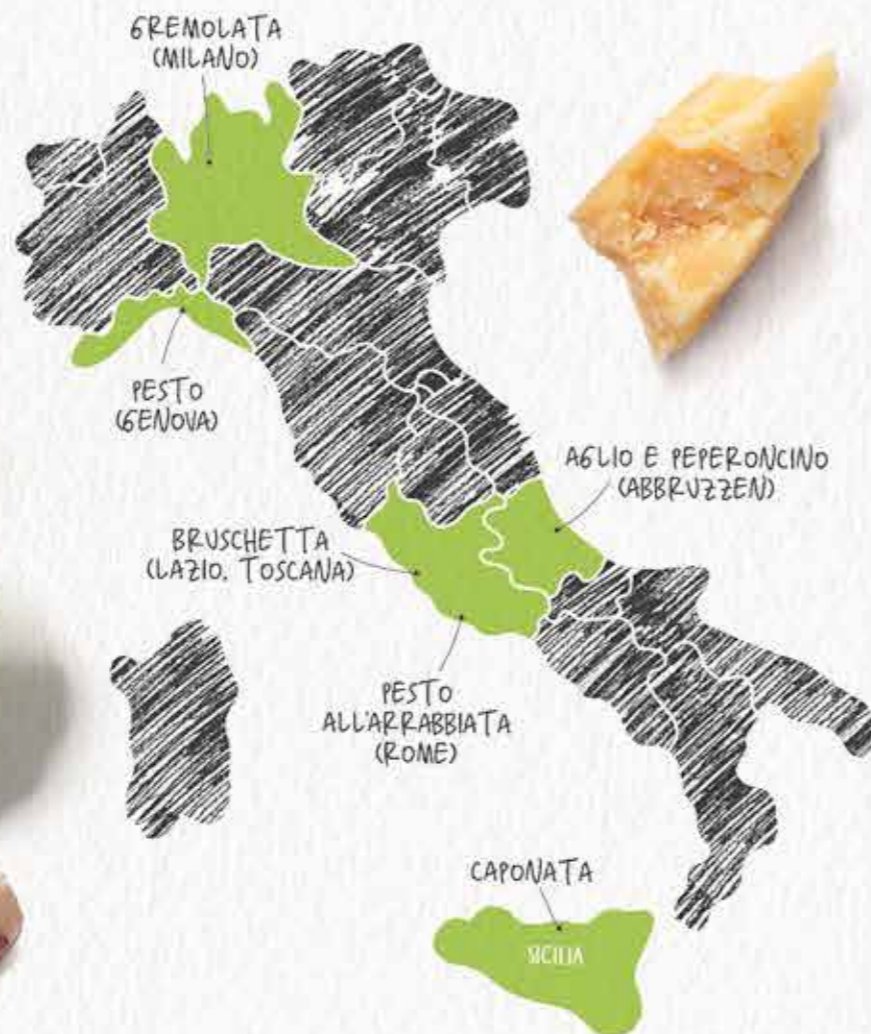 GREMOLATA
(MILANO)
PESTO
(GENOVA)
AGLIO E PEPERONCINO
(ABBRUZZEN)
BRUSCHETTA
(LAZIO, TOSCANA)
PESTO
ALL'ARRABBIATA
(ROME)
CAPONATA
SICILIA